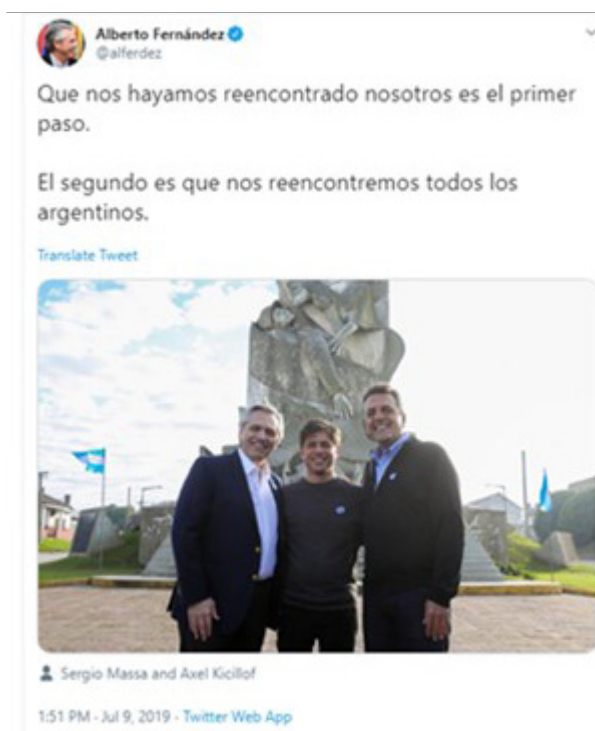 Alberto Fernández
@alferdez
Que nos hayamos reencontrado nosotros es el primer
paso.
El segundo es que nos reencontremos todos los
argentinos.
Translate Tweet
Sergio Massa and Axel Kicillof
1:51 PM - Jul 9, 2019 - Twitter Web App